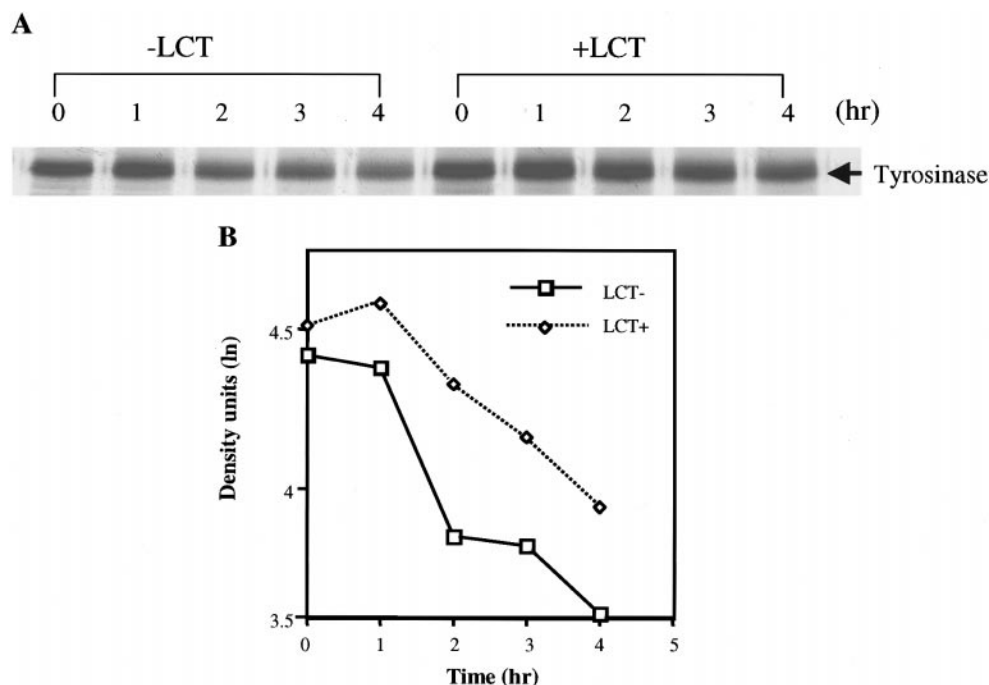 A
-LCT +LCT
0 1 2 3 4 0 1 2 3 4 (hr)
Tyrosinase
B
LCT-
LCT+
4.5
4
3.5
Density units (ln)
0 1 2 3 4 5
Time (hr)